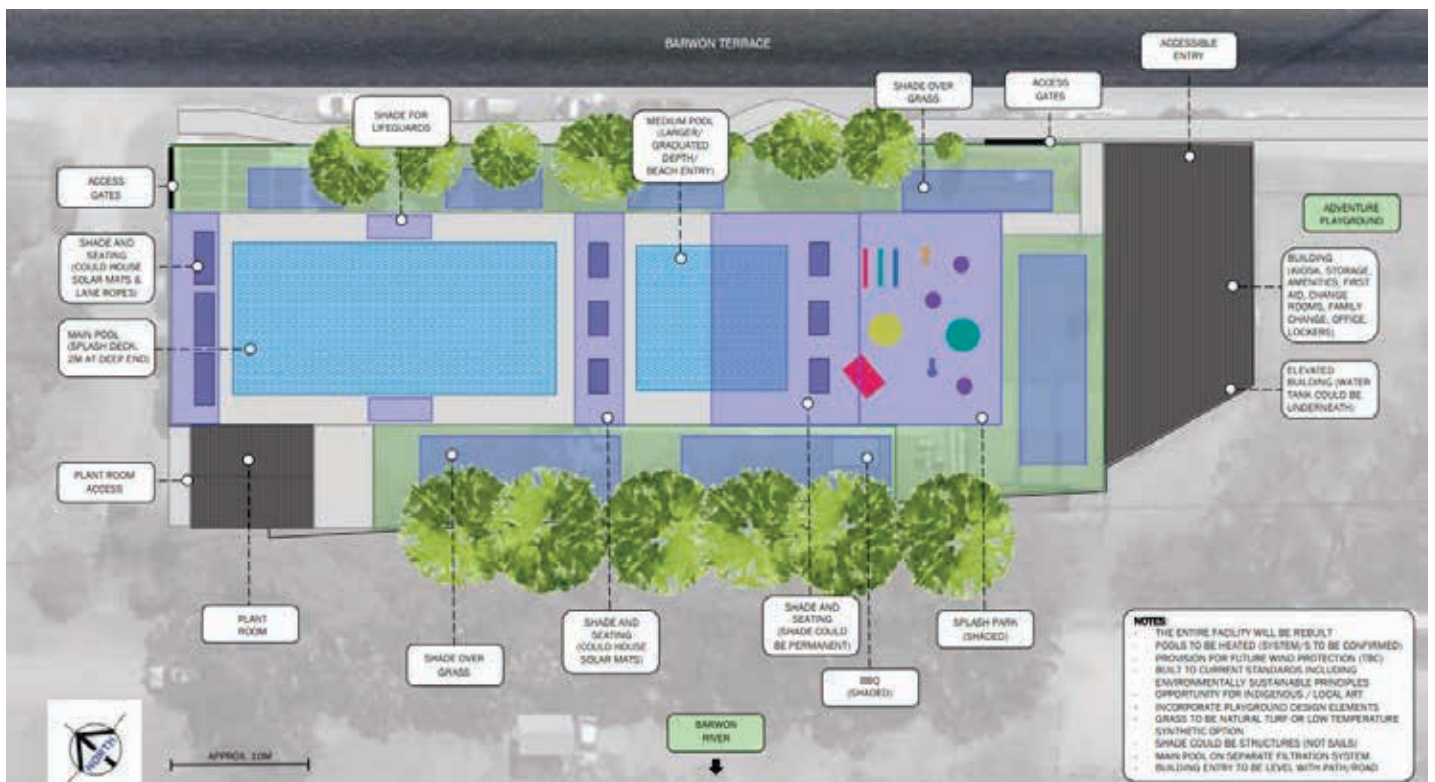 BARWON TERRACE
ACCESSIBLE
ENTRY
SHADE OVER
GRASS
ACCESS
GATES
SHADE FOR
LIFEGUARDS
MEDIUM POOL
(LARGER/
GRADUATED
DEPTH/
BEACH ENTRY)
ACCESS
GATES
ADVENTURE
PLAYGROUND
SHADE AND
SEATING
(COULD HOUSE
SOLAR MATS &
LANE ROPES)
BUILDING
(KIOSK, STORAGE,
AMENITIES, FIRST
AID, CHANGE
ROOMS, FAMILY
CHANGE, OFFICE,
LOCKERS)
MAIN POOL
(SPLASH DECK,
2M AT DEEP END)
ELEVATED
BUILDING (WATER
TANK COULD BE
UNDERNEATH)
PLANT ROOM
ACCESS
PLANT
ROOM
SHADE OVER
GRASS
SHADE AND
SEATING
(COULD HOUSE
SOLAR MATS)
SHADE AND
SEATING
(SHADE COULD
BE PERMANENT)
BBQ
(SHADED)
SPLASH PARK
(SHADED)
BARWON
RIVER
NORTH
APPROX. 10M
NOTES
- THE ENTIRE FACILITY WILL BE REBUILT
- POOLS TO BE HEATED (SYSTEM/S TO BE CONFIRMED)
- PROVISION FOR FUTURE WIND PROTECTION (TBC)
- BUILT TO CURRENT STANDARDS INCLUDING
ENVIRONMENTALLY SUSTAINABLE PRINCIPLES
- OPPORTUNITY FOR INDIGENOUS / LOCAL ART
- INCORPORATE PLAYGROUND DESIGN ELEMENTS
- GRASS TO BE NATURAL TURF OR LOW TEMPERATURE
SYNTHETIC OPTION
- SHADE COULD BE STRUCTURES (NOT SAILS)
- MAIN POOL ON SEPARATE FILTRATION SYSTEM
- BUILDING ENTRY TO BE LEVEL WITH PATH/ROAD